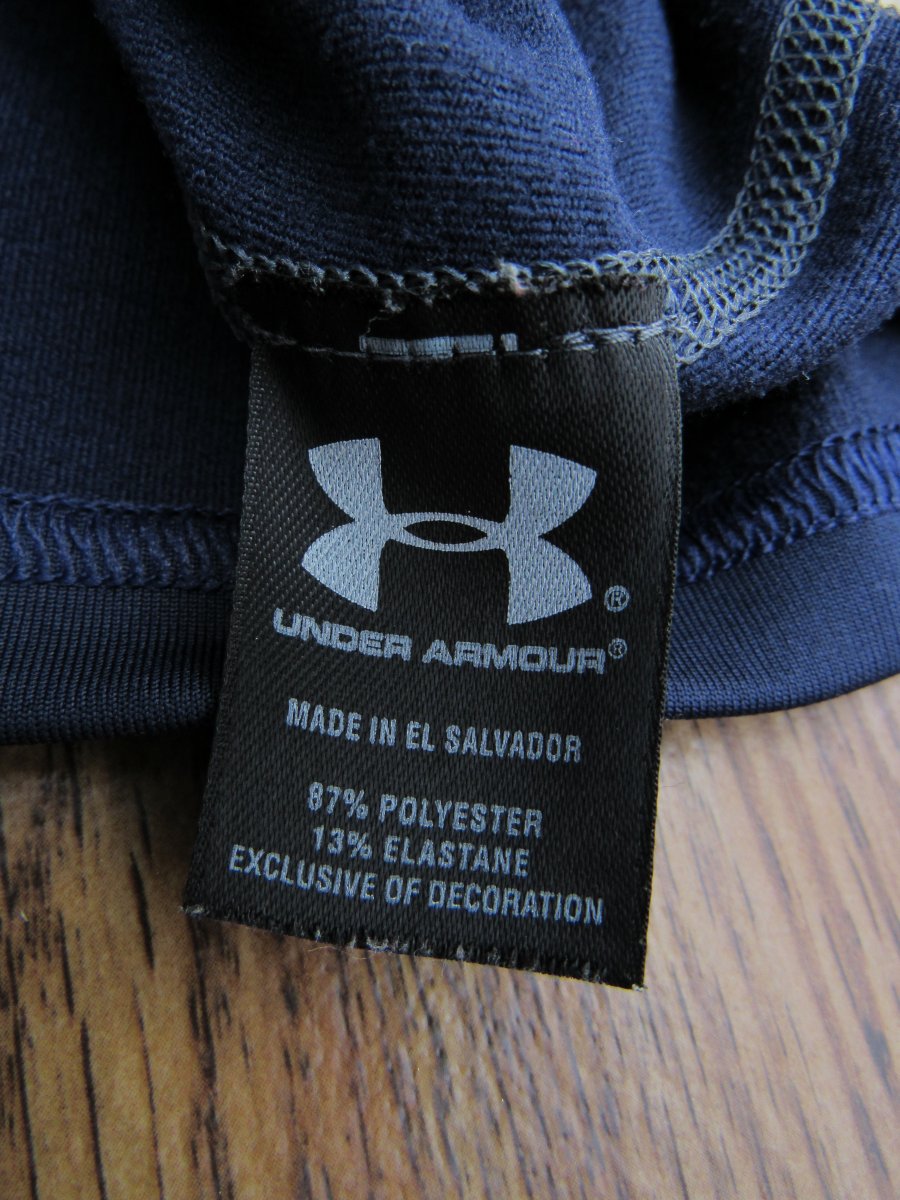 ®
UNDER ARMOUR®
MADE IN EL SALVADOR
87% POLYESTER
13% ELASTANE
EXCLUSIVE OF DECORATION